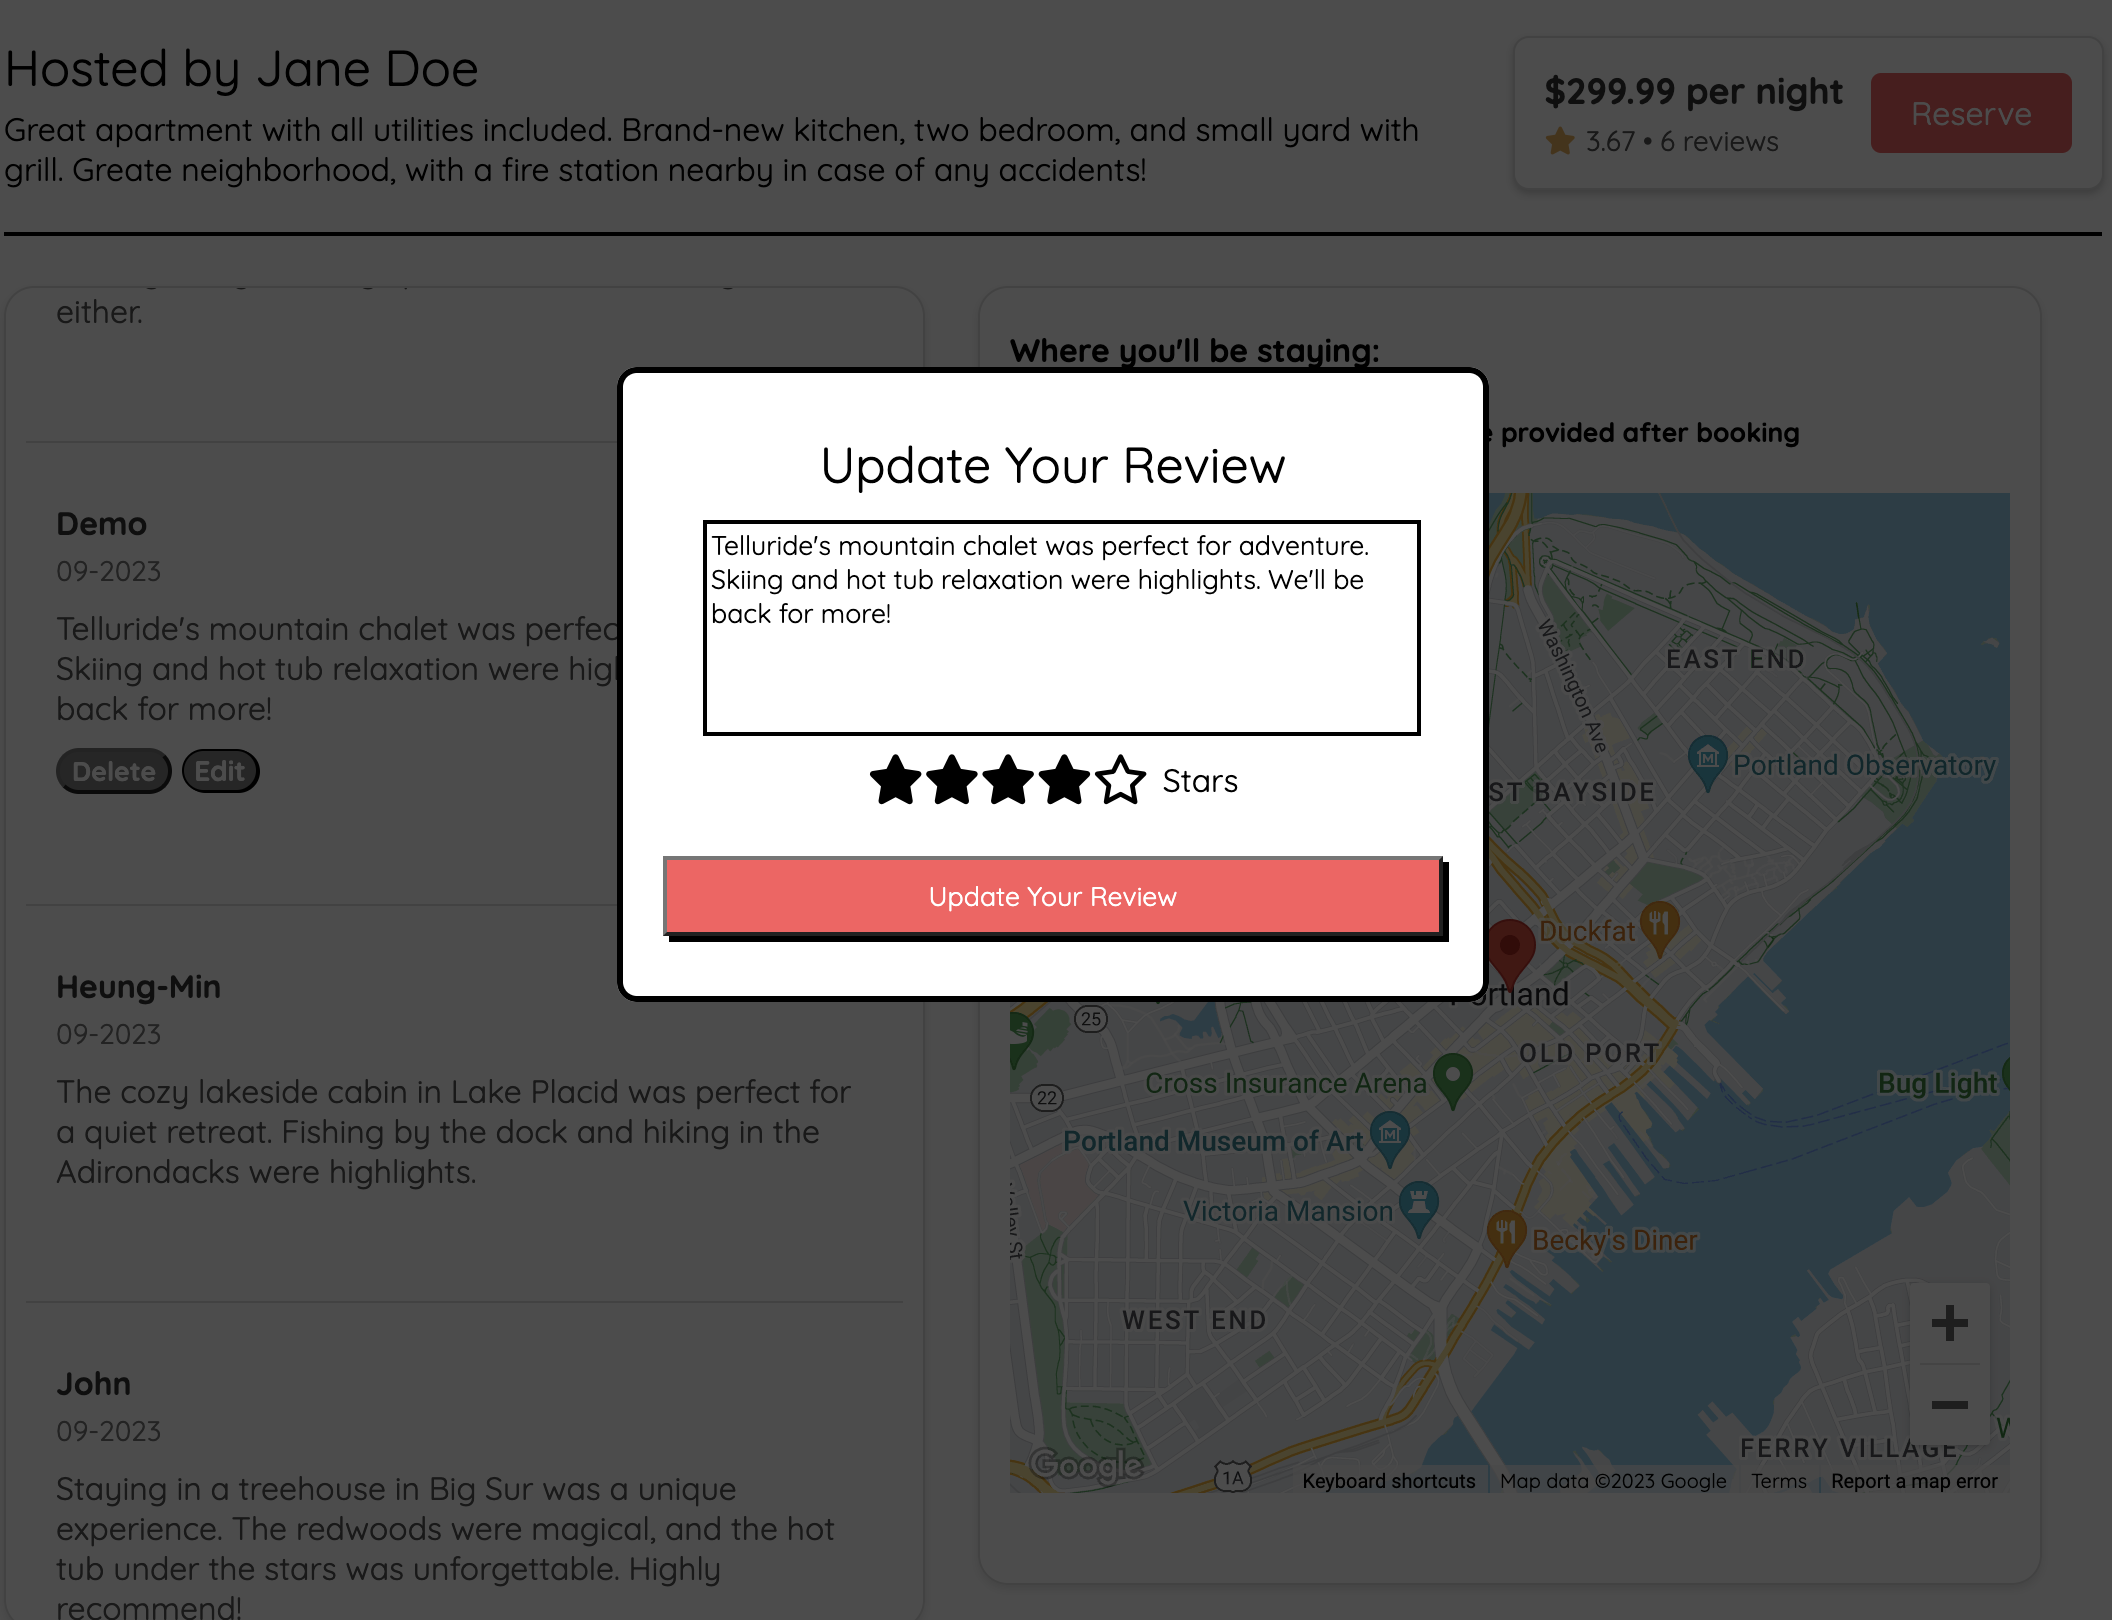 Hosted by Jane Doe
Great apartment with all utilities included. Brand-new kitchen, two bedroom, and small yard with
grill. Greate neighborhood, with a fire station nearby in case of any accidents!
$299.99 per night
3.67 • 6 reviews
Reserve
either.
Demo
09-2023
Telluride's mountain chalet was
Skiing and hot tub relaxation were
back for more!
Delete
Edit
Heung-Min
09-2023
The cozy lakeside cabin in Lake Placid was perfect for
a quiet retreat. Fishing by the dock and hiking in the
Adirondacks were highlights.
John
09-2023
Staying in a treehouse in Big Sur was a unique
experience. The redwoods were magical, and the hot
tub under the stars was unforgettable. Highly
recommend!
Update Your Review
Telluride's mountain chalet was perfect for adventure.
Skiing and hot tub relaxation were highlights. We'll be
back for more!
Stars
Update Your Review
Where you'll be staying:
provided after booking
Washington Ave
EAST END
Portland Observatory
BAYSIDE
Duckfat
Portland
25
OLD PORT
Cross Insurance Arena
22
Bug Light
Portland Museum of Art
Victoria Mansion
Becky's Diner
WEST END
FERRY VILLAGE
Google
1A
Keyboard shortcuts
Map data ©2023 Google
Terms
Report a map error